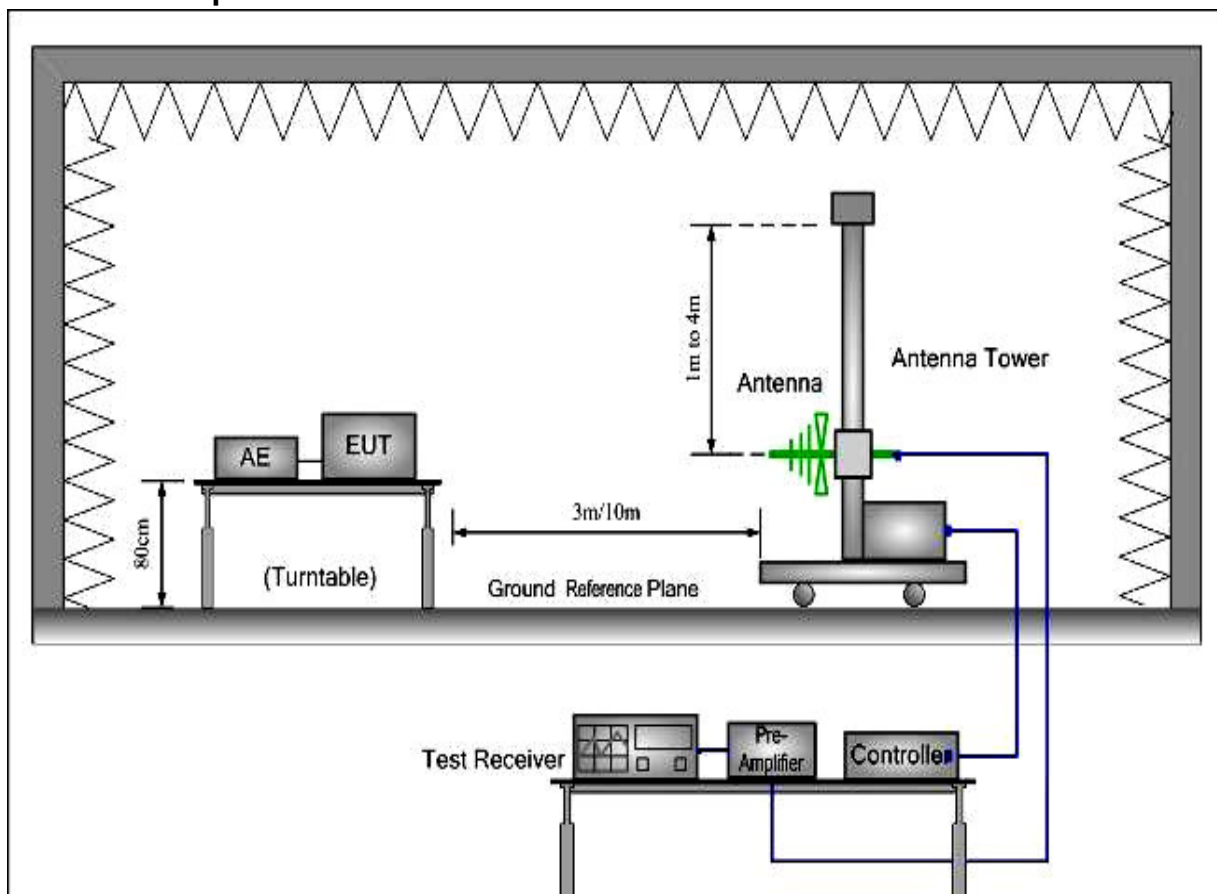 1m to 4m
Antenna Tower
Antenna
AE
EUT
3m/10m
80cm
(Turntable)
Ground Reference Plane
Test Receiver
Pre-
Amplifier
Controller